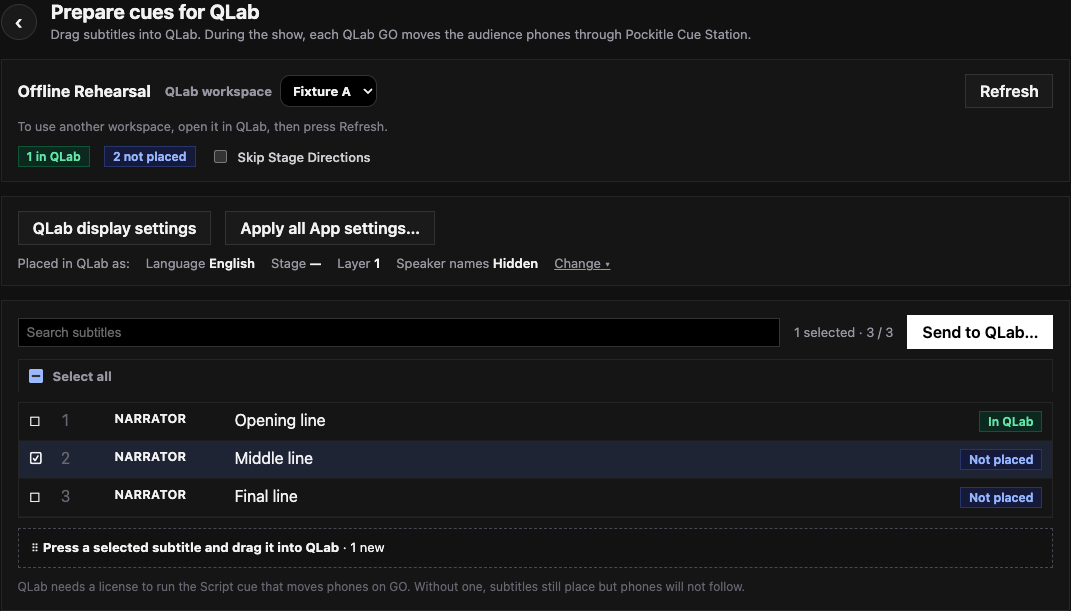 Prepare cues for QLab
Drag subtitles into QLab. During the show, each QLab GO moves the audience phones through Pockitle Cue Station.
Offline Rehearsal QLab workspace Fixture A Refresh
To use another workspace, open it in QLab, then press Refresh.
1 in QLab 2 not placed Skip Stage Directions
QLab display settings Apply all App settings...
Placed in QLab as: Language English Stage — Layer 1 Speaker names Hidden Change ▾
Search subtitles 1 selected · 3 / 3 Send to QLab...
Select all
1 NARRATOR Opening line In QLab
2 NARRATOR Middle line Not placed
3 NARRATOR Final line Not placed
⠿ Press a selected subtitle and drag it into QLab · 1 new
QLab needs a license to run the Script cue that moves phones on GO. Without one, subtitles still place but phones will not follow.